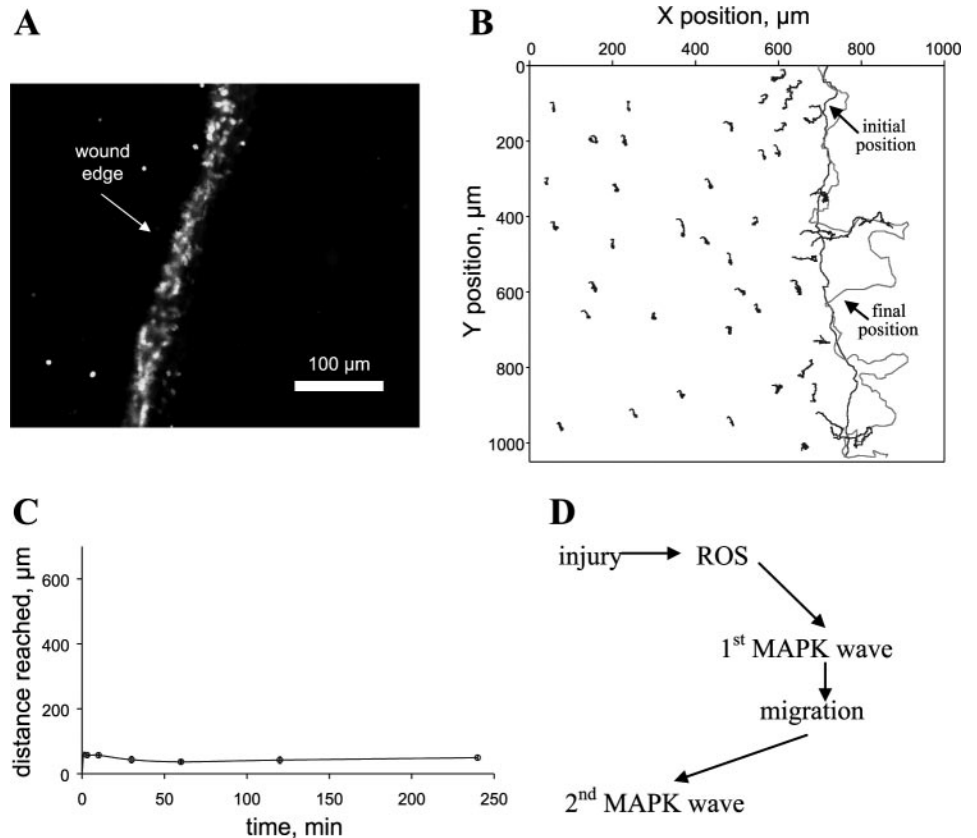 A
wound
edge
100 µm
B
X position, µm
0 200 400 600 800 1000
0
200
400
600
800
1000
Y position, µm
initial
position
final
position
C
distance reached, µm
600
400
200
0
0 50 100 150 200 250
time, min
D
injury ROS
1st MAPK wave
migration
2nd MAPK wave